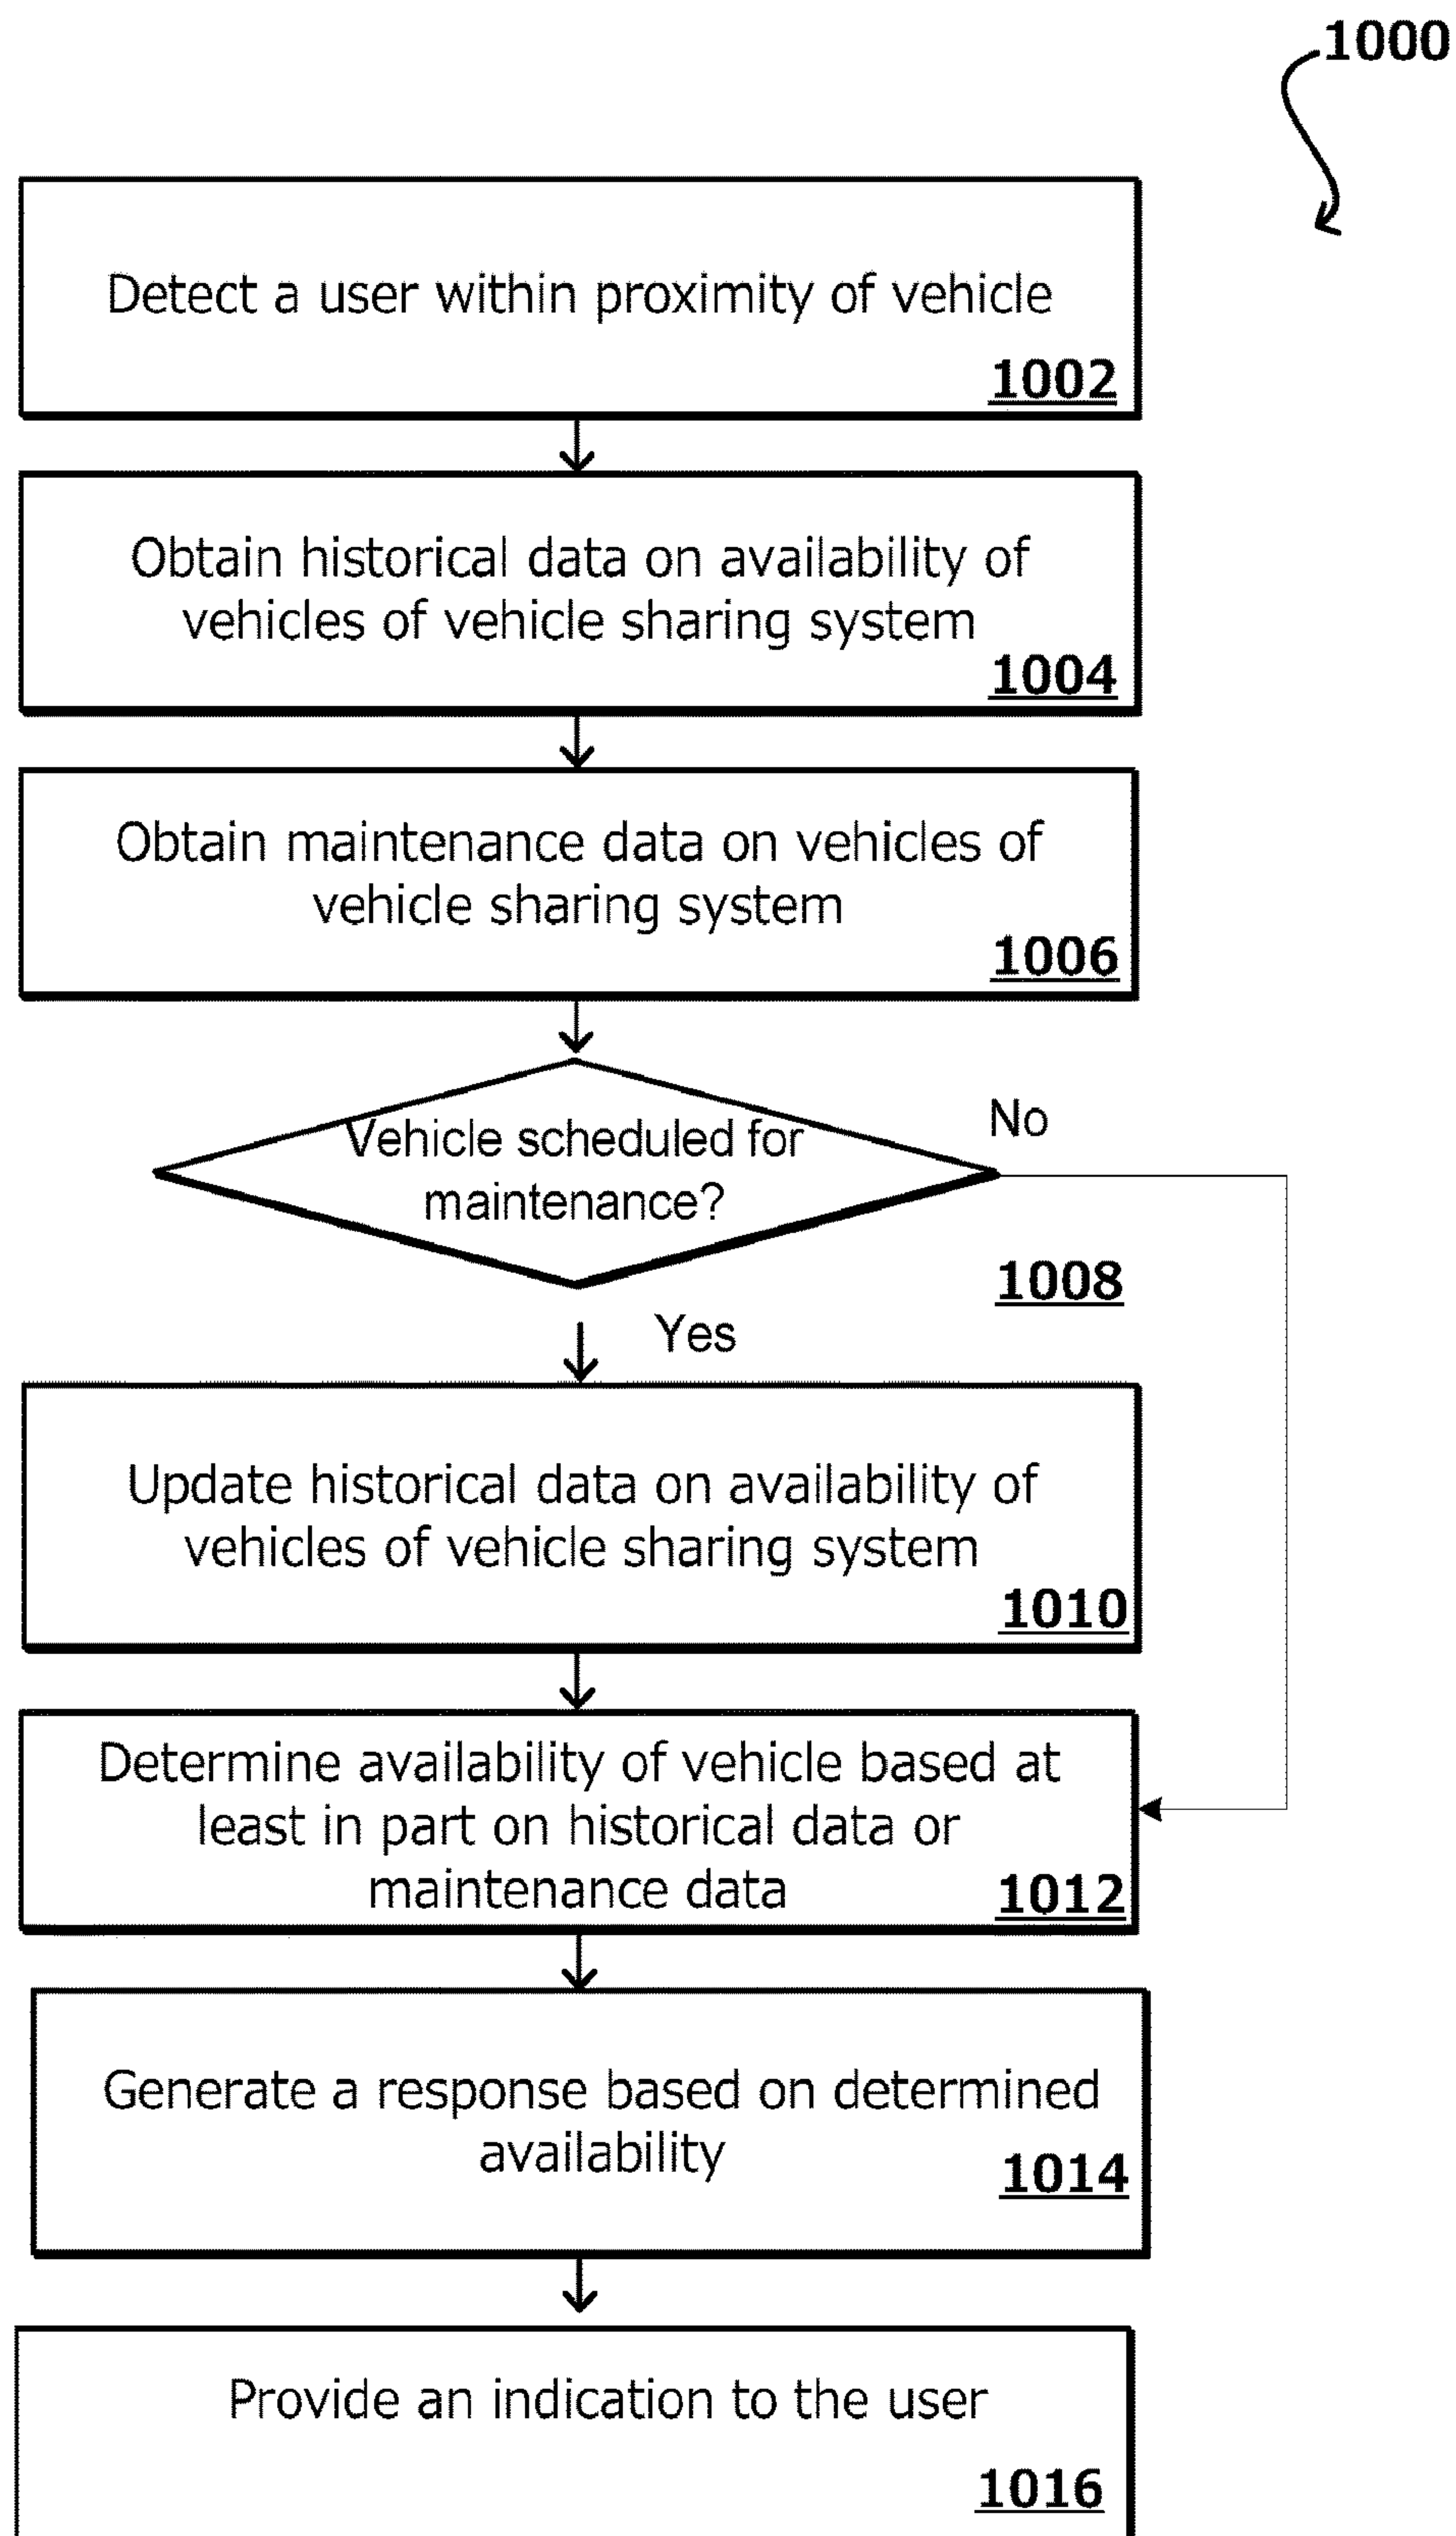 1000
Detect a user within proximity of vehicle
1002
Obtain historical data on availability of
vehicles of vehicle sharing system
1004
Obtain maintenance data on vehicles of
vehicle sharing system
1006
Vehicle scheduled for
maintenance?
No
1008
Yes
Update historical data on availability of
vehicles of vehicle sharing system
1010
Determine availability of vehicle based at
least in part on historical data or
maintenance data
1012
Generate a response based on determined
availability
1014
Provide an indication to the user
1016